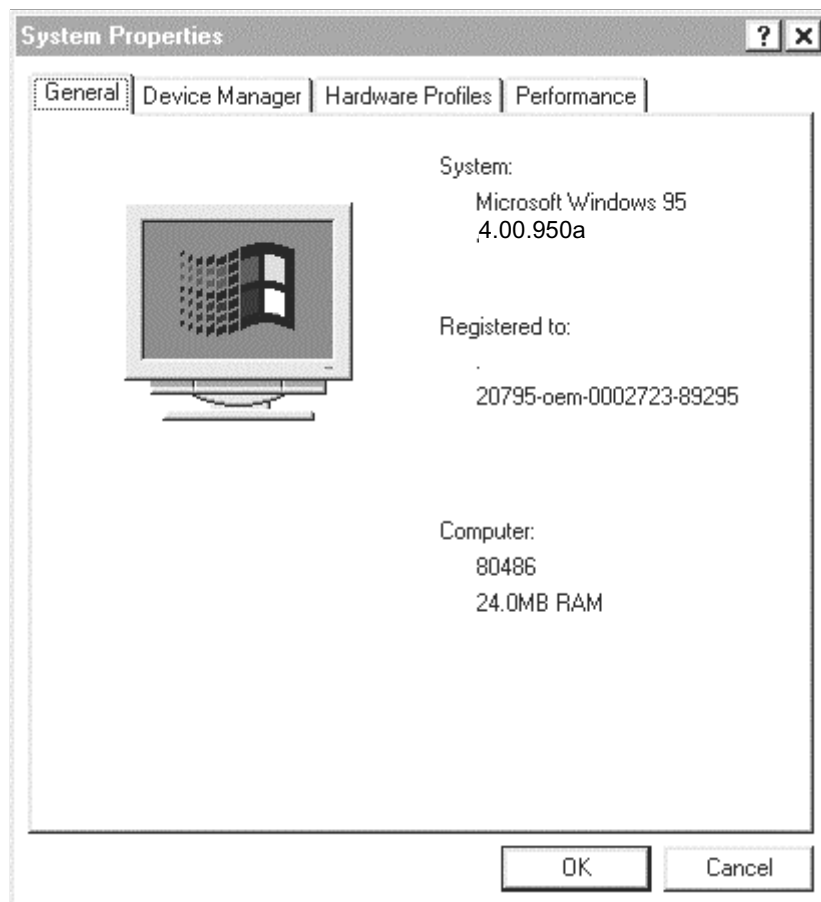 System Properties
General Device Manager Hardware Profiles Performance
System:
Microsoft Windows 95
4.00.950a
Registered to:
.
20795-oem-0002723-89295
Computer:
80486
24.0MB RAM
OK Cancel